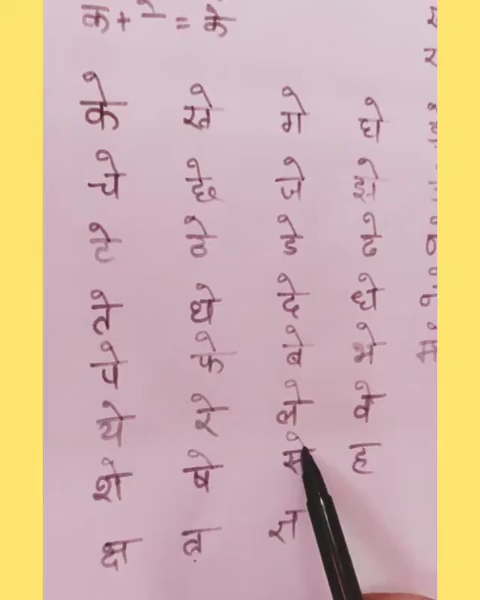 क + े = के
के खे गे घे
चे छे जे झे
टे ठे डे ढे
ते थे दे धे
पे फे बे भे
ये रे ले वे
शे षे स ह
क्ष त्र